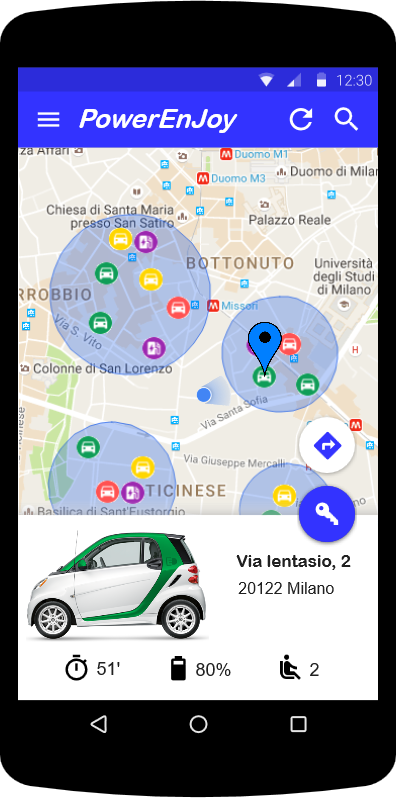 12:30
PowerEnJoy
Affari
Duomo M1
Duomo M3
Duomo di Milan
Chiesa di Santa Maria
presso San Satiro
Palazzo Reale
BOTTONUTO
Università
degli Studi
di Milano
RROBBIO
Missori
Via S. Vito
Colonne di San Lorenzo
Via Santa Sofia
Via Giuseppe Mercalli
TICINESE
Basilica di Sant'Eustorgio
Via Ientasio, 2
20122 Milano
51'
80%
2